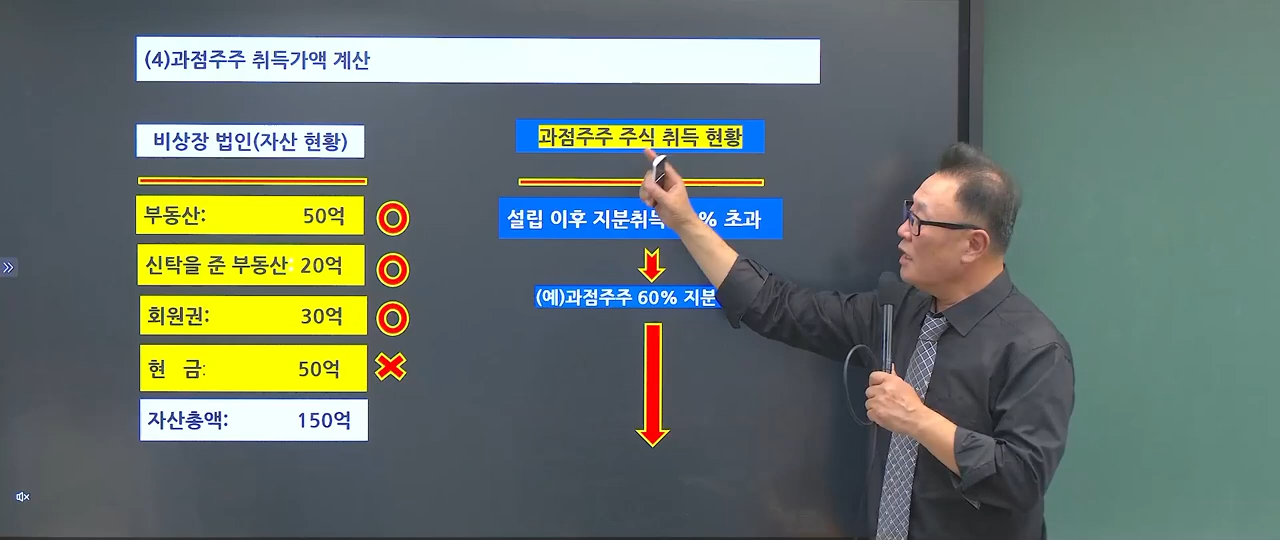 (4)과점주주 취득가액 계산
비상장 법인(자산 현황)
부동산: 50억
신탁을 준 부동산: 20억
회원권: 30억
현 금: 50억
자산총액: 150억
과점주주 주식 취득 현황
설립 이후 지분취득 % 초과
(예)과점주주 60% 지분